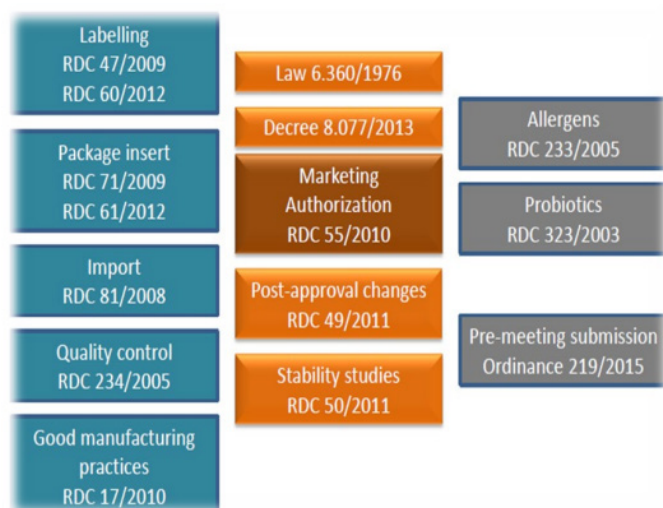 Labelling
RDC 47/2009
RDC 60/2012
Package insert
RDC 71/2009
RDC 61/2012
Import
RDC 81/2008
Quality control
RDC 234/2005
Good manufacturing
practices
RDC 17/2010
Law 6.360/1976
Decree 8.077/2013
Marketing
Authorization
RDC 55/2010
Post-approval changes
RDC 49/2011
Stability studies
RDC 50/2011
Allergens
RDC 233/2005
Probiotics
RDC 323/2003
Pre-meeting submission
Ordinance 219/2015